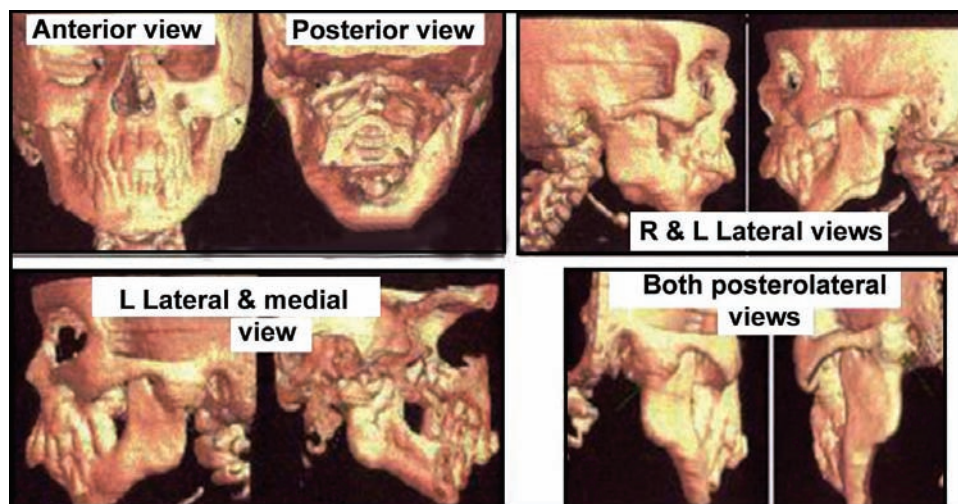 Anterior view
Posterior view
R & L Lateral views
L Lateral & medial
view
Both posterolateral
views